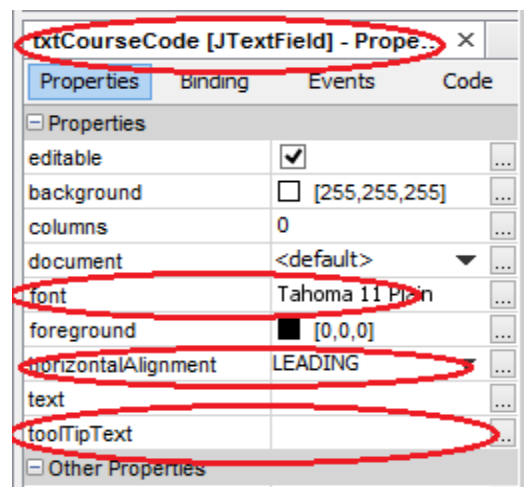 txtCourseCode [JTextField] - Prope... ×
Properties Binding Events Code
Properties
editable ...
background [255,255,255] ...
columns 0 ...
document <default> ...
font Tahoma 11 Plain ...
foreground [0,0,0] ...
horizontalAlignment LEADING ...
text ...
toolTipText ...
Other Properties